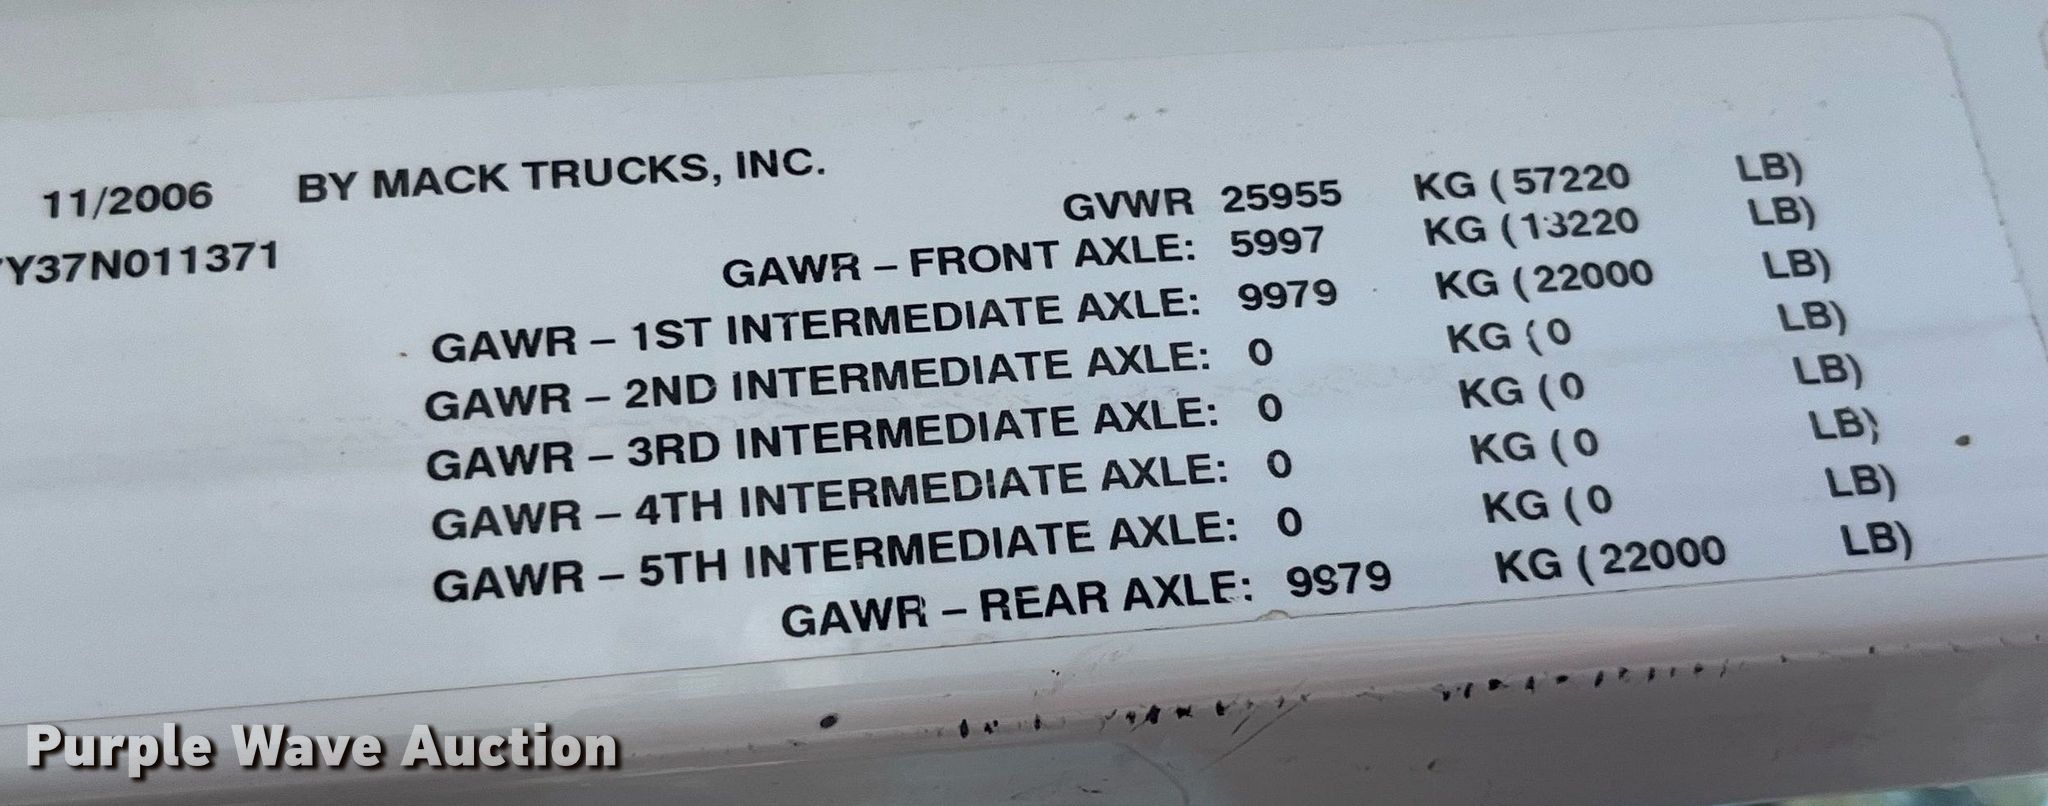 11/2006 BY MACK TRUCKS, INC.
Y37N011371
GVWR 25955 KG (57220 LB)
GAWR – FRONT AXLE: 5997 KG (13220 LB)
GAWR – 1ST INTERMEDIATE AXLE: 9979 KG (22000 LB)
GAWR – 2ND INTERMEDIATE AXLE: 0 KG (0 LB)
GAWR – 3RD INTERMEDIATE AXLE: 0 KG (0 LB)
GAWR – 4TH INTERMEDIATE AXLE: 0 KG (0 LB)
GAWR – 5TH INTERMEDIATE AXLE: 0 KG (0 LB)
GAWR – REAR AXLE: 9979 KG (22000 LB)
Purple Wave Auction